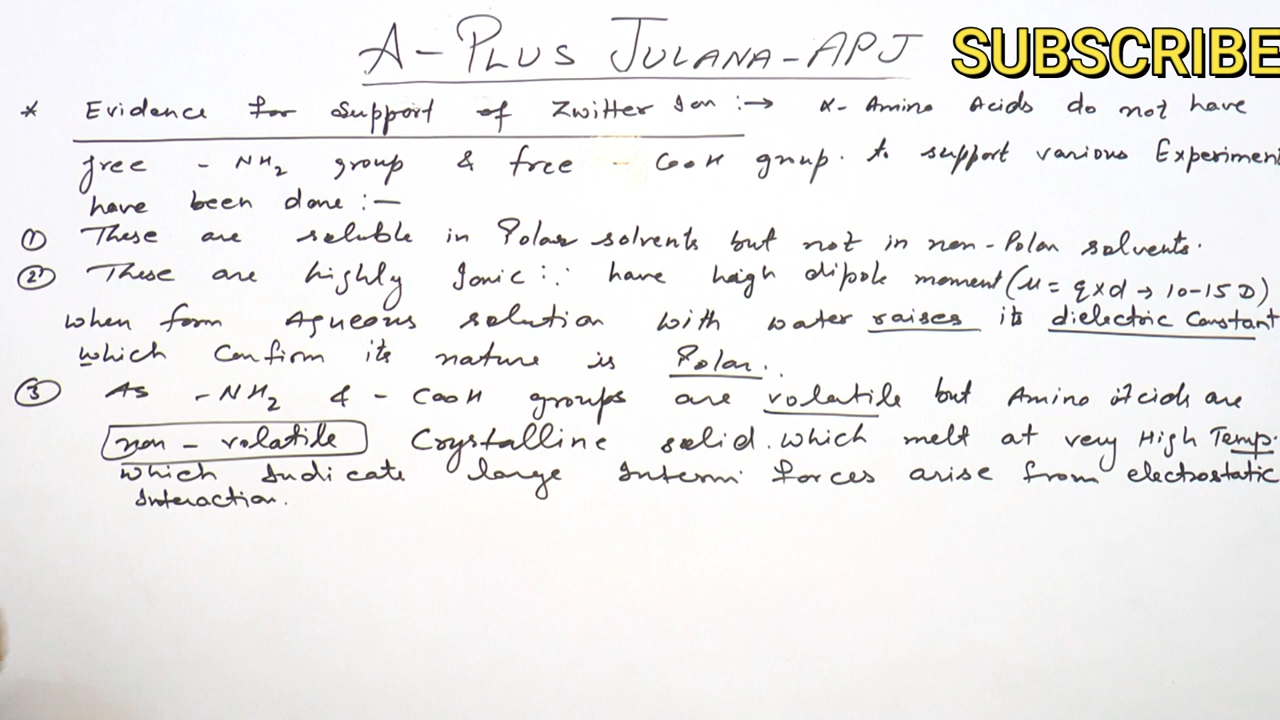 A-PLUS JULANA-APJ
SUBSCRIBE
* Evidence for support of Zwitter Ion :→ α-Amino Acids do not have
free -NH2 group & free -COOH group. to support various Experiment
have been done :-
① These are soluble in Polar solvents but not in non-Polar solvents.
② These are highly Ionic ∵ have high dipole moment (μ = q×d → 10-15 D)
when form Aqueous solution with water raises its dielectric Constant
which Confirm its nature is Polar..
③ As -NH2 & -COOH groups are volatile but Amino Acids are
non-volatile Crystalline solid. which melt at very High Temp.
which Indicate large Interm forces arise from electrostatic
Interaction.